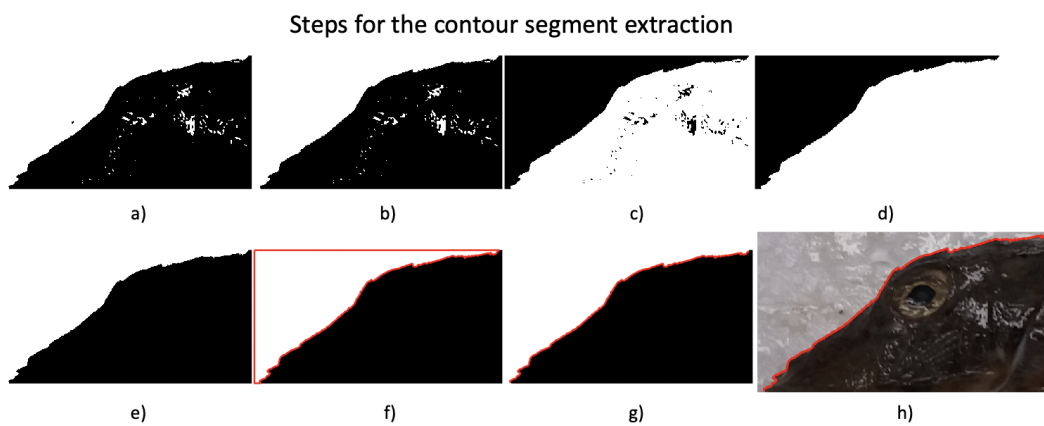 Steps for the contour segment extraction
a)
b)
c)
d)
e)
f)
g)
h)